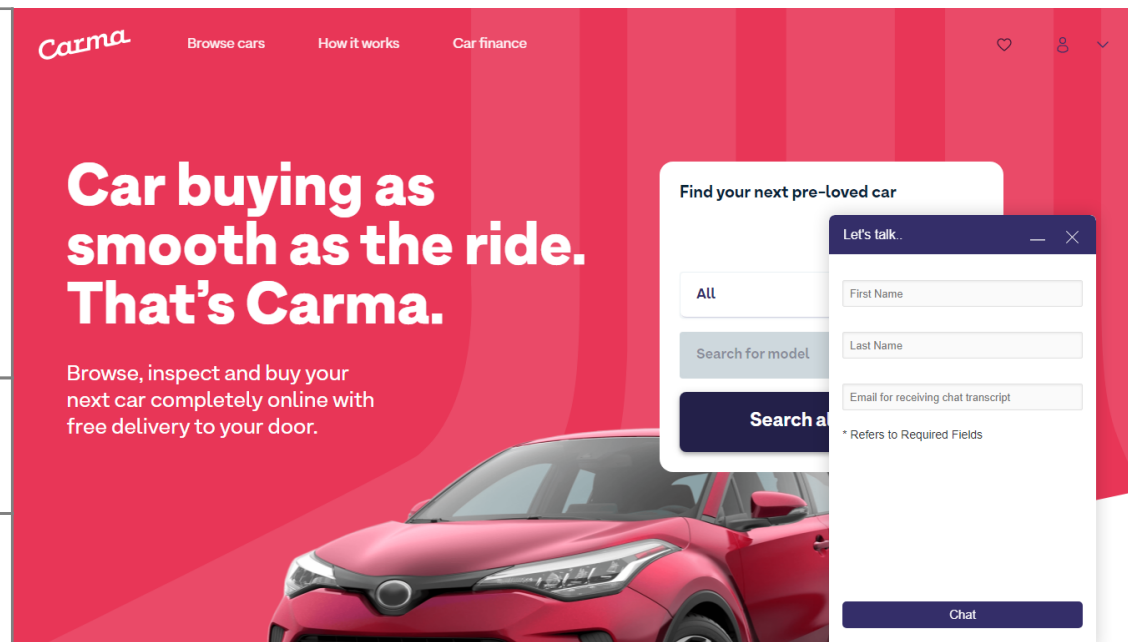 Carma
Browse cars
How it works
Car finance
Car buying as
smooth as the ride.
That's Carma.
Browse, inspect and buy your
next car completely online with
free delivery to your door.
Find your next pre-loved car
All
Search for model
Search al
Let's talk..
First Name
Last Name
Email for receiving chat transcript
* Refers to Required Fields
Chat